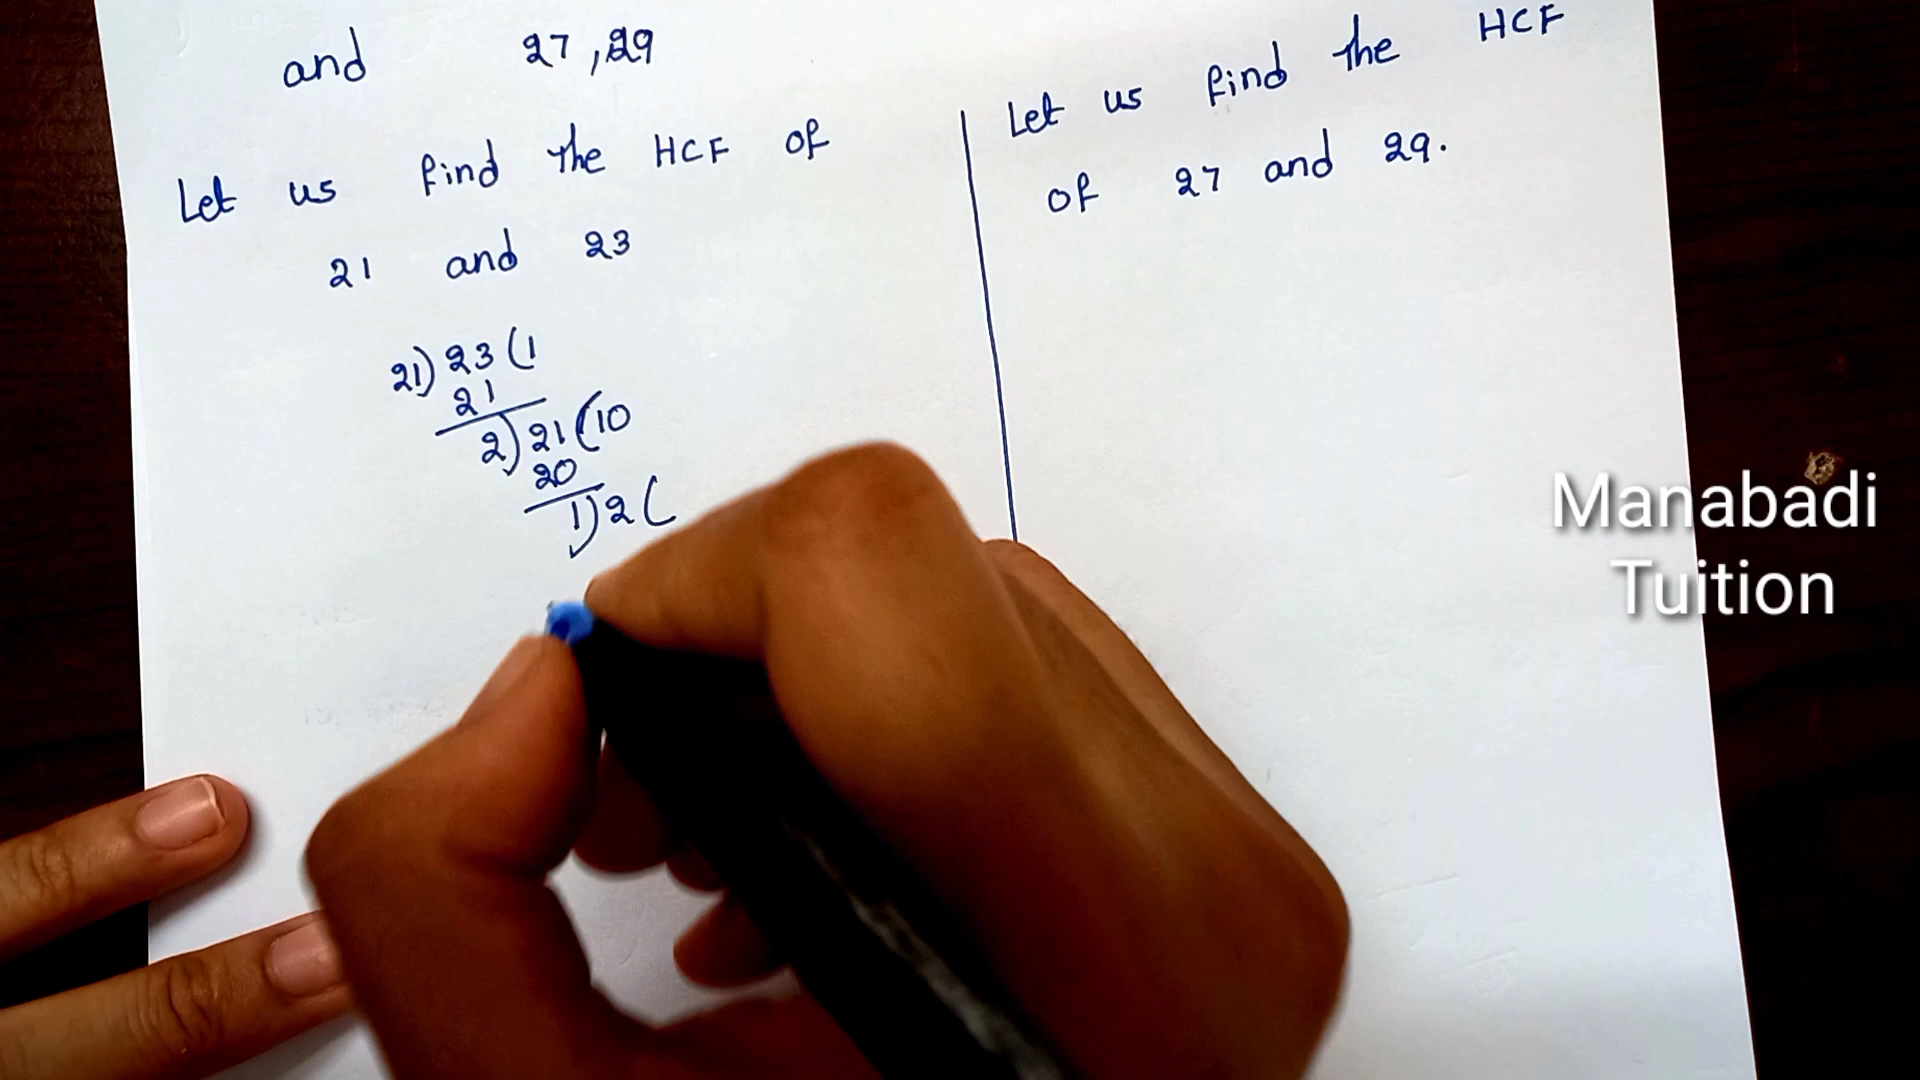 and 27,29
Let us find the HCF of
21 and 23
21)23(1
21
2)21(10
20
1)2(
Let us find the HCF
of 27 and 29.
Manabadi
Tuition